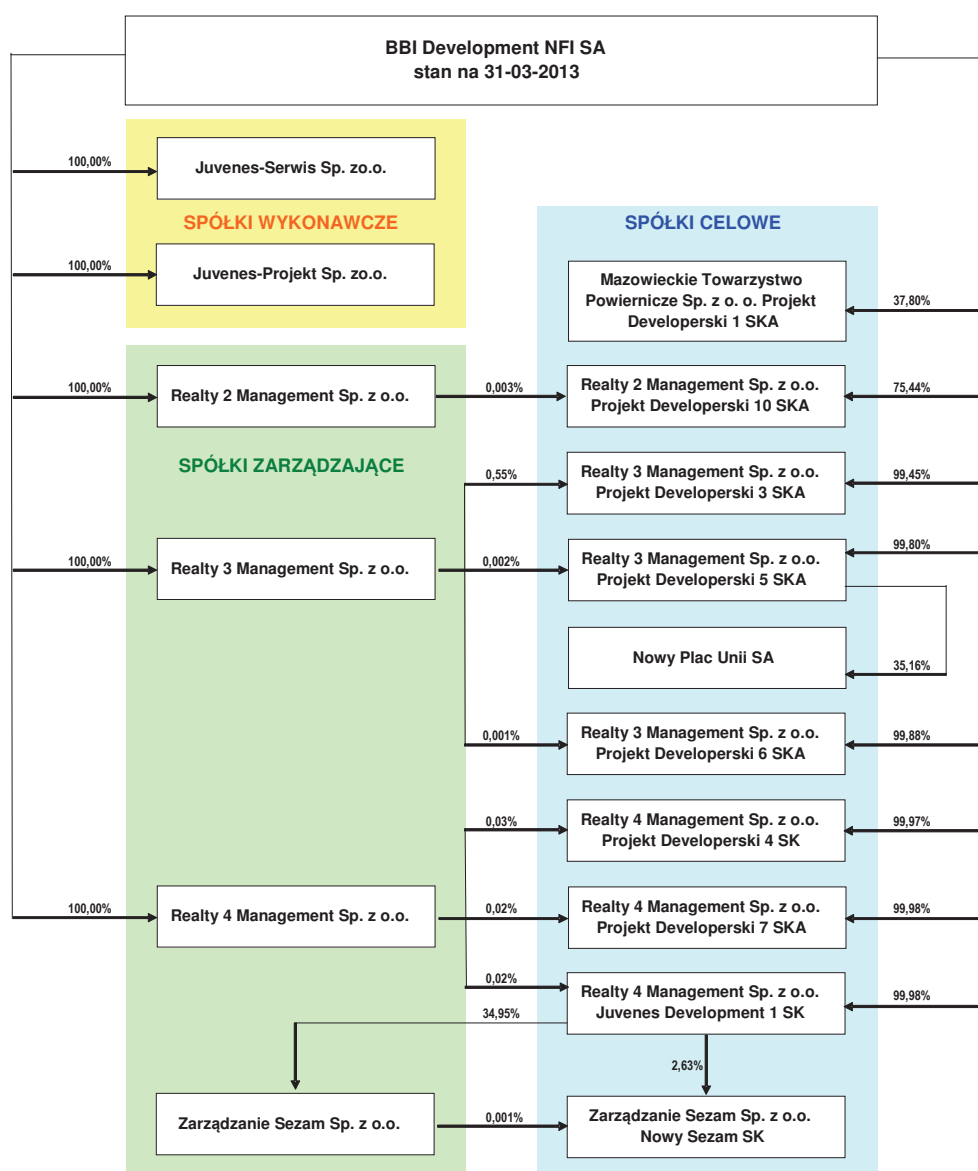 BBI Development NFI SA
stan na 31-03-2013
100,00%
Juvenes-Serwis Sp. zo.o.
SPÓŁKI WYKONAWCZE
SPÓŁKI CELOWE
100,00%
Juvenes-Projekt Sp. zo.o.
Mazowieckie Towarzystwo
Powiernicze Sp. z o. o. Projekt
Developerski 1 SKA
37,80%
100,00%
Realty 2 Management Sp. z o.o.
0,003%
Realty 2 Management Sp. z o.o.
Projekt Developerski 10 SKA
75,44%
SPÓŁKI ZARZĄDZAJĄCE
0,55%
Realty 3 Management Sp. z o.o.
Projekt Developerski 3 SKA
99,45%
100,00%
Realty 3 Management Sp. z o.o.
0,002%
Realty 3 Management Sp. z o.o.
Projekt Developerski 5 SKA
99,80%
Nowy Plac Unii SA
35,16%
0,001%
Realty 3 Management Sp. z o.o.
Projekt Developerski 6 SKA
99,88%
0,03%
Realty 4 Management Sp. z o.o.
Projekt Developerski 4 SK
99,97%
100,00%
Realty 4 Management Sp. z o.o.
0,02%
Realty 4 Management Sp. z o.o.
Projekt Developerski 7 SKA
99,98%
0,02%
Realty 4 Management Sp. z o.o.
Juvenes Development 1 SK
99,98%
34,95%
2,63%
Zarządzanie Sezam Sp. z o.o.
0,001%
Zarządzanie Sezam Sp. z o.o.
Nowy Sezam SK